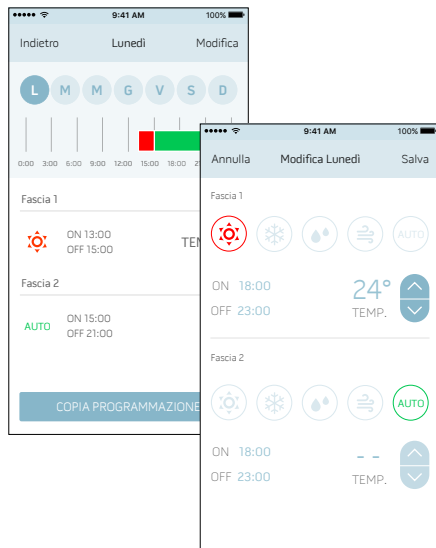 9:41 AM 100%
Indietro Lunedì Modifica
L M M G V S D
0:00 3:00 6:00 9:00 12:00 15:00 18:00
Fascia 1
ON 13:00
OFF 15:00
Fascia 2
AUTO
ON 15:00
OFF 21:00
COPIA PROGRAMMAZIONE
9:41 AM 100%
Annulla Modifica Lunedì Salva
Fascia 1
AUTO
ON 18:00 24°
OFF 23:00 TEMP.
Fascia 2
AUTO
ON 18:00 - -
OFF 23:00 TEMP.